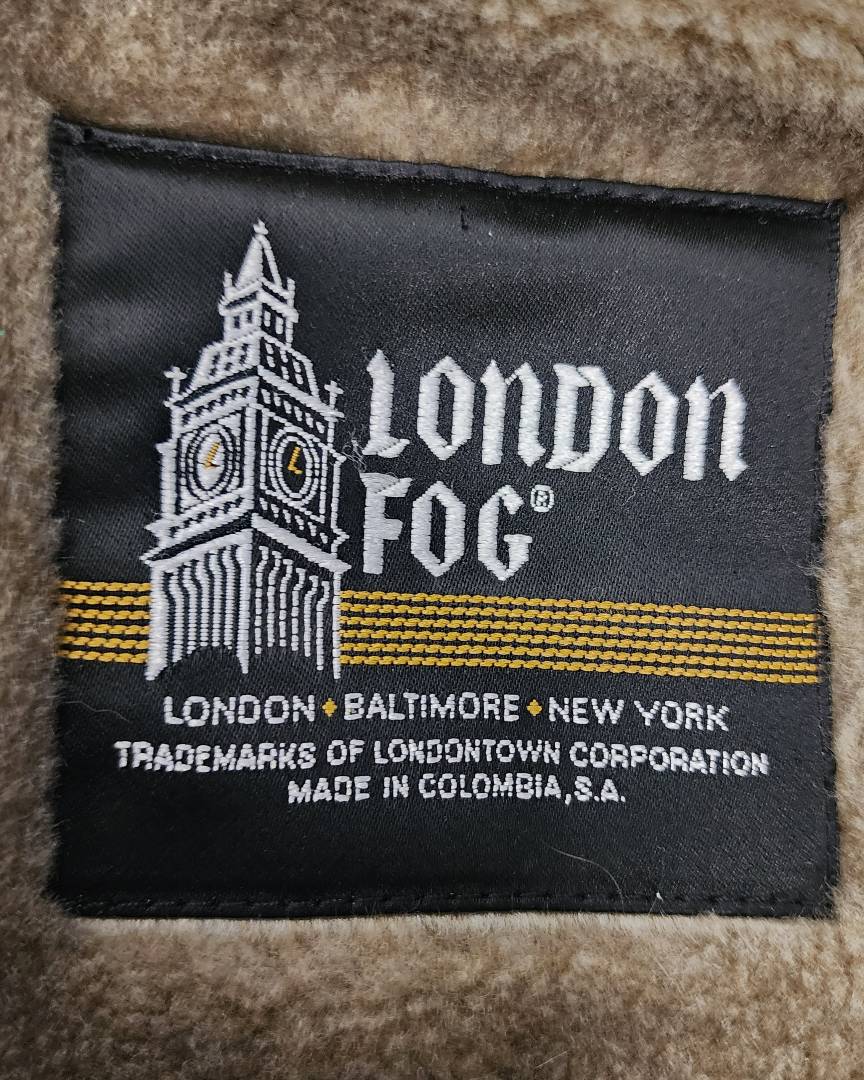 LONDON
FOG®
L L
LONDON ♦ BALTIMORE ♦ NEW YORK
TRADEMARKS OF LONDONTOWN CORPORATION
MADE IN COLOMBIA, S.A.